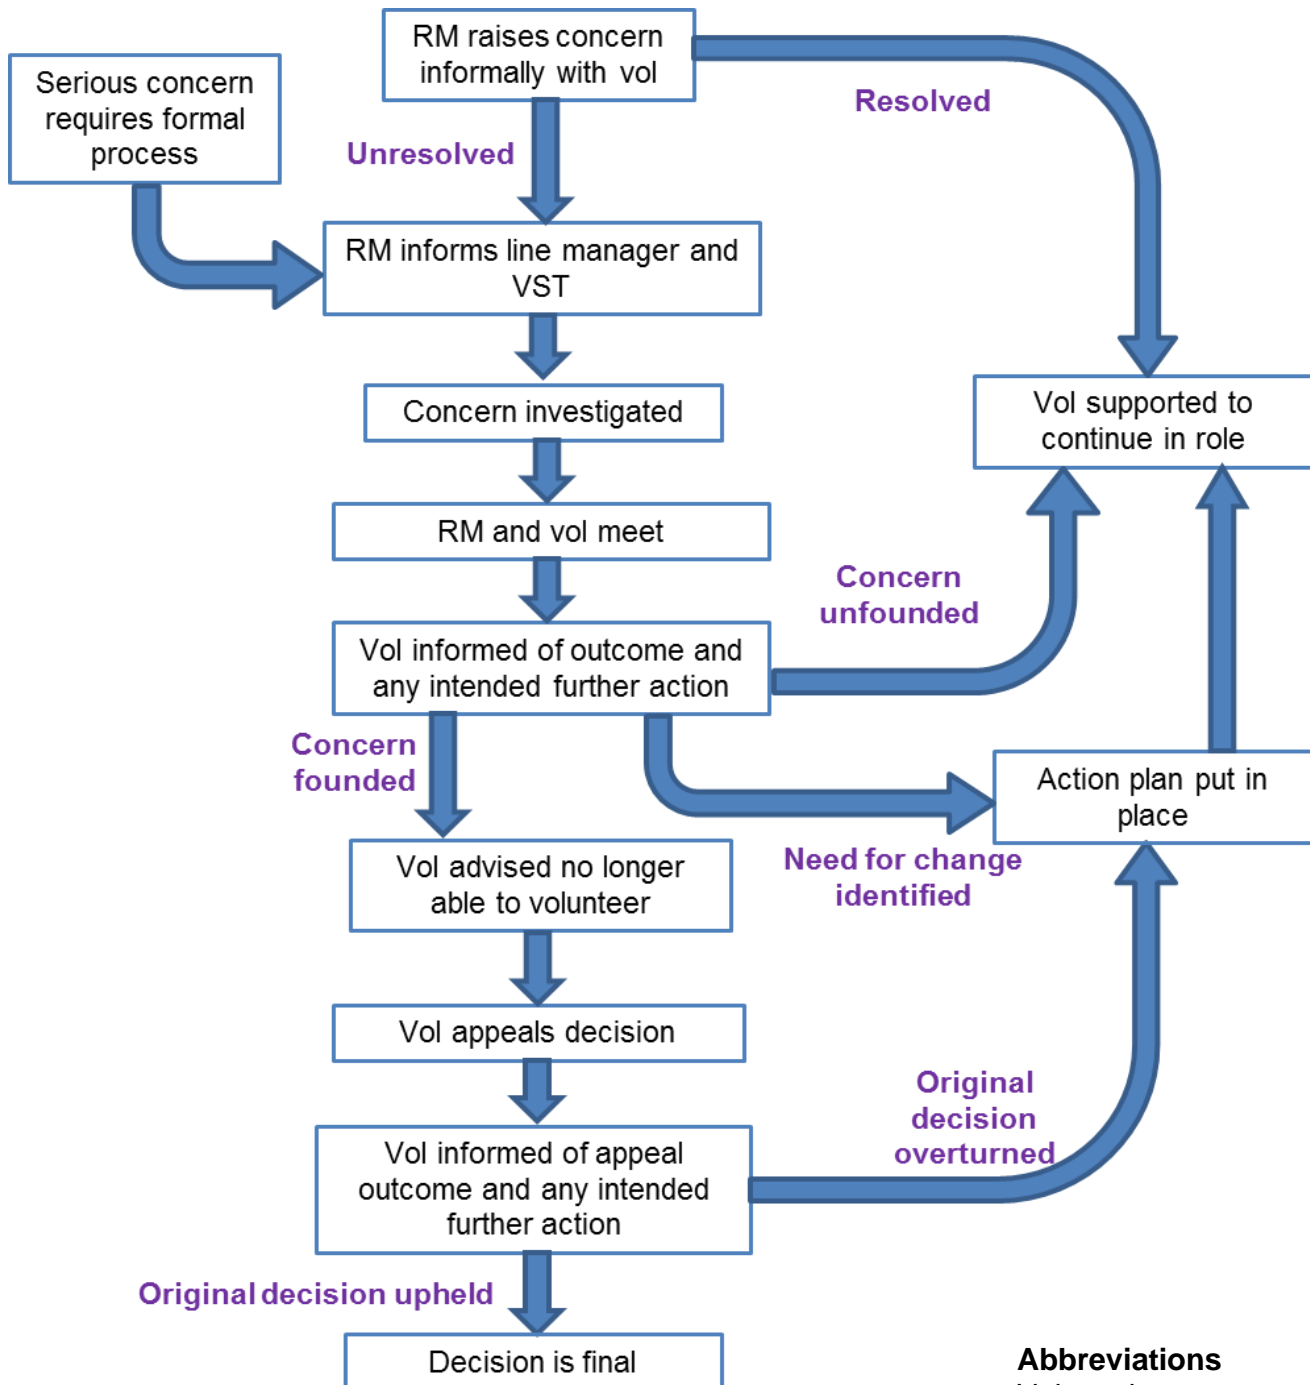 RM raises concern
informally with vol
Serious concern
requires formal
process
Resolved
Unresolved
RM informs line manager and
VST
Concern investigated
Vol supported to
continue in role
RM and vol meet
Concern
unfounded
Vol informed of outcome and
any intended further action
Concern
founded
Action plan put in
place
Need for change
identified
Vol advised no longer
able to volunteer
Vol appeals decision
Original
decision
overturned
Vol informed of appeal
outcome and any intended
further action
Original decision upheld
Decision is final
Abbreviations